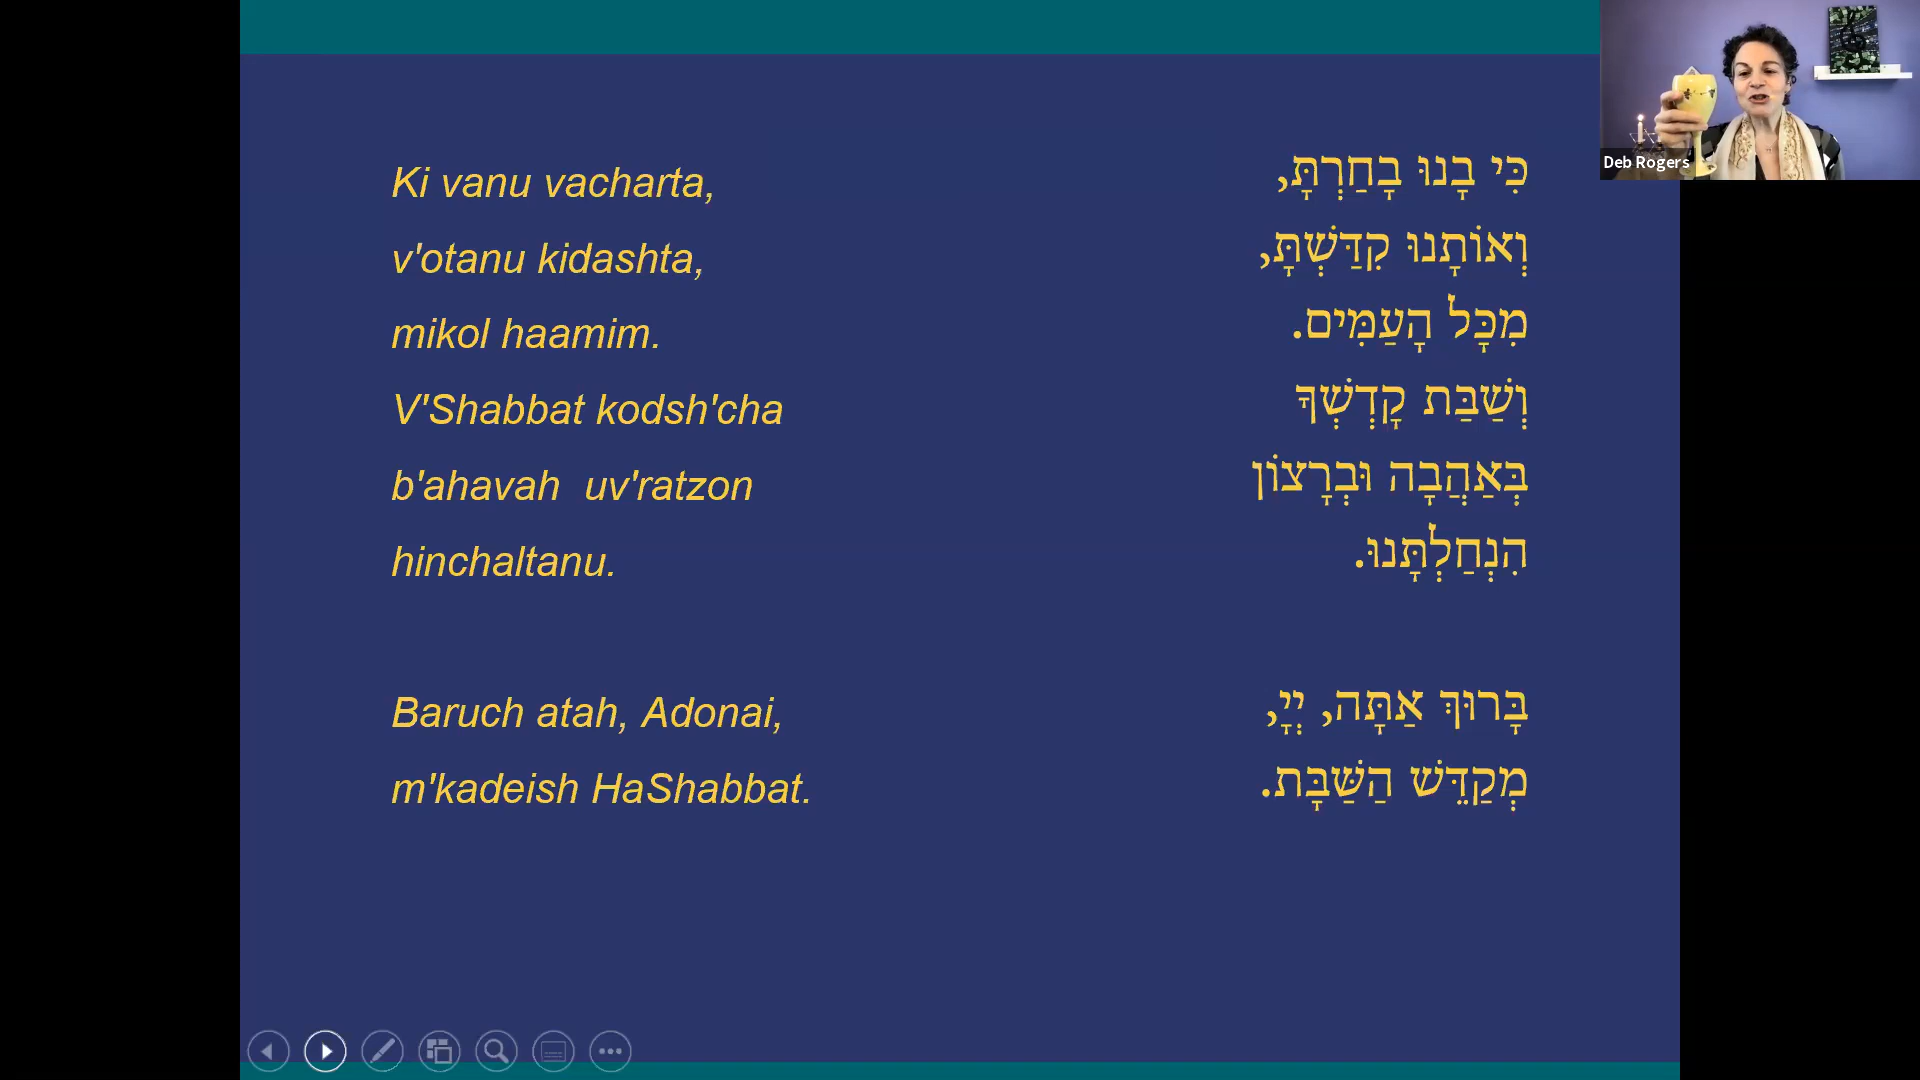 Ki vanu vacharta,
v'otanu kidashta,
mikol haamim.
V'Shabbat kodsh'cha
b'ahavah  uv'ratzon
hinchaltanu.
Baruch atah, Adonai,
m'kadeish HaShabbat.
כִּי בָנוּ בָחַרְתָּ,
וְאוֹתָנוּ קִדַּשְׁתָּ,
מִכָּל הָעַמִּים.
וְשַׁבַּת קָדְשְׁךָ
בְּאַהֲבָה וּבְרָצוֹן
הִנְחַלְתָּנוּ.
בָּרוּךְ אַתָּה, יְיָ,
מְקַדֵּשׁ הַשַּׁבָּת.
Deb Rogers